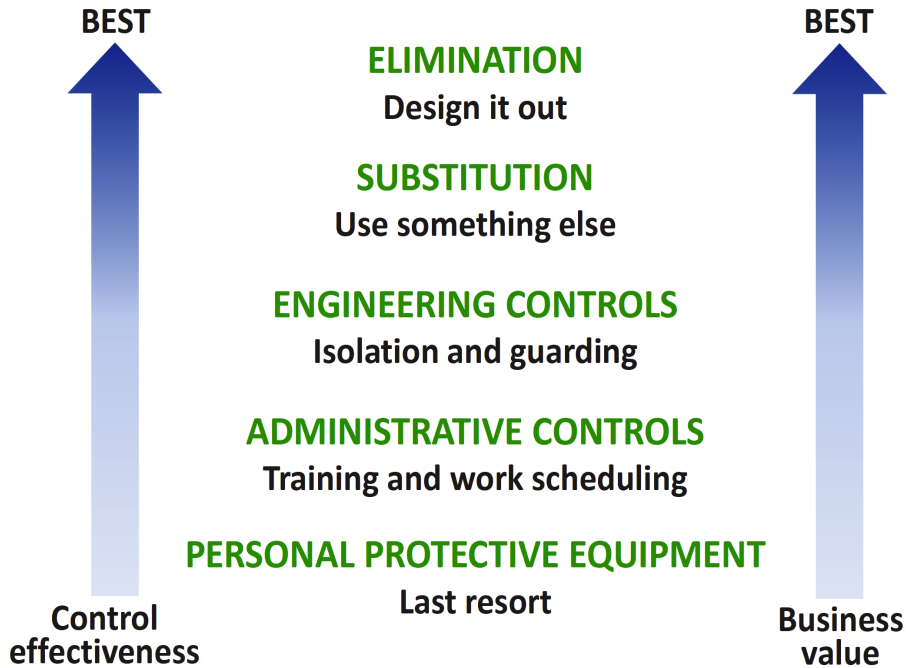 BEST
BEST
ELIMINATION
Design it out
SUBSTITUTION
Use something else
ENGINEERING CONTROLS
Isolation and guarding
ADMINISTRATIVE CONTROLS
Training and work scheduling
PERSONAL PROTECTIVE EQUIPMENT
Last resort
Control
effectiveness
Business
value